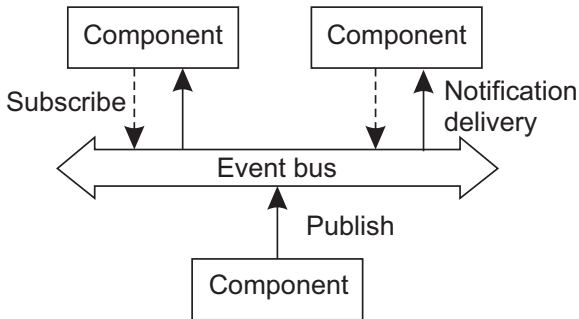 Component
Component
Subscribe
Notification
delivery
Event bus
Publish
Component